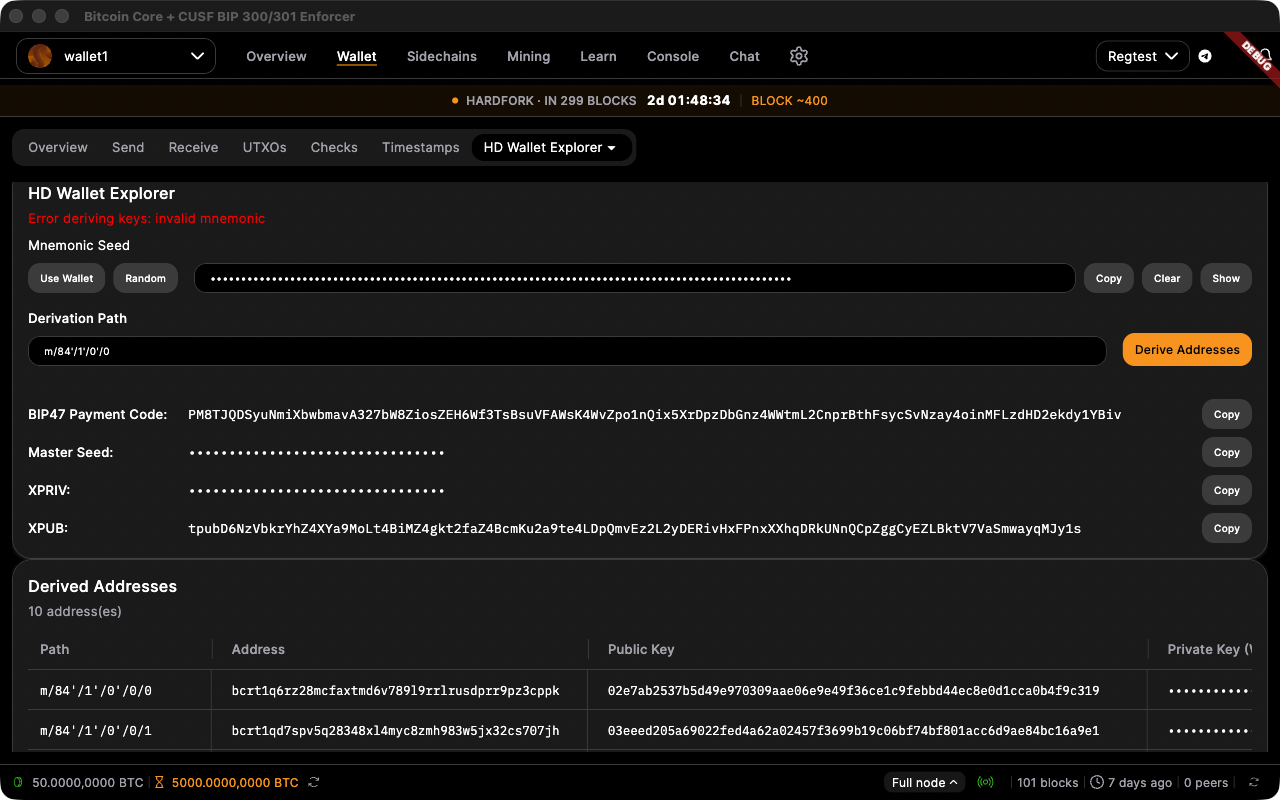 Bitcoin Core + CUSF BIP 300/301 Enforcer
wallet1 Overview Wallet Sidechains Mining Learn Console Chat Regtest DEBUG
HARDFORK · IN 299 BLOCKS 2d 01:48:34 BLOCK ~400
Overview Send Receive UTXOs Checks Timestamps HD Wallet Explorer
HD Wallet Explorer
Error deriving keys: invalid mnemonic
Mnemonic Seed
Use Wallet Random Copy Clear Show
Derivation Path
m/84'/1'/0'/0 Derive Addresses
BIP47 Payment Code: PM8TJQDSyuNmiXbwbmavA327bW8ZiosZEH6Wf3TsBsuVFAWsK4WvZpo1nQix5XrDpzDbGnz4WWtmL2CnprBthFsycSvNzay4oinMFLzdHD2ekdy1YBiv Copy
Master Seed: Copy
XPRIV: Copy
XPUB: tpubD6NzVbkrYhZ4XYa9MoLt4BiMZ4gkt2faZ4BcmKu2a9te4LDpQmvEz2L2yDERivHxFPnxXXhqDRkUNnQCpZggCyEZLBktV7VaSmwayqMJy1s Copy
Derived Addresses
10 address(es)
Path Address Public Key Private Key (
m/84'/1'/0'/0/0 bcrt1q6rz28mcfaxtmd6v789l9rrlrusdprr9pz3cppk 02e7ab2537b5d49e970309aae06e9e49f36ce1c9febbd44ec8e0d1cca0b4f9c319
m/84'/1'/0'/0/1 bcrt1qd7spv5q28348xl4myc8zmh983w5jx32cs707jh 03eeed205a69022fed4a62a02457f3699b19c06bf74bf801acc6d9ae84bc16a9e1
50.0000,0000 BTC 5000.0000,0000 BTC Full node 101 blocks 7 days ago 0 peers